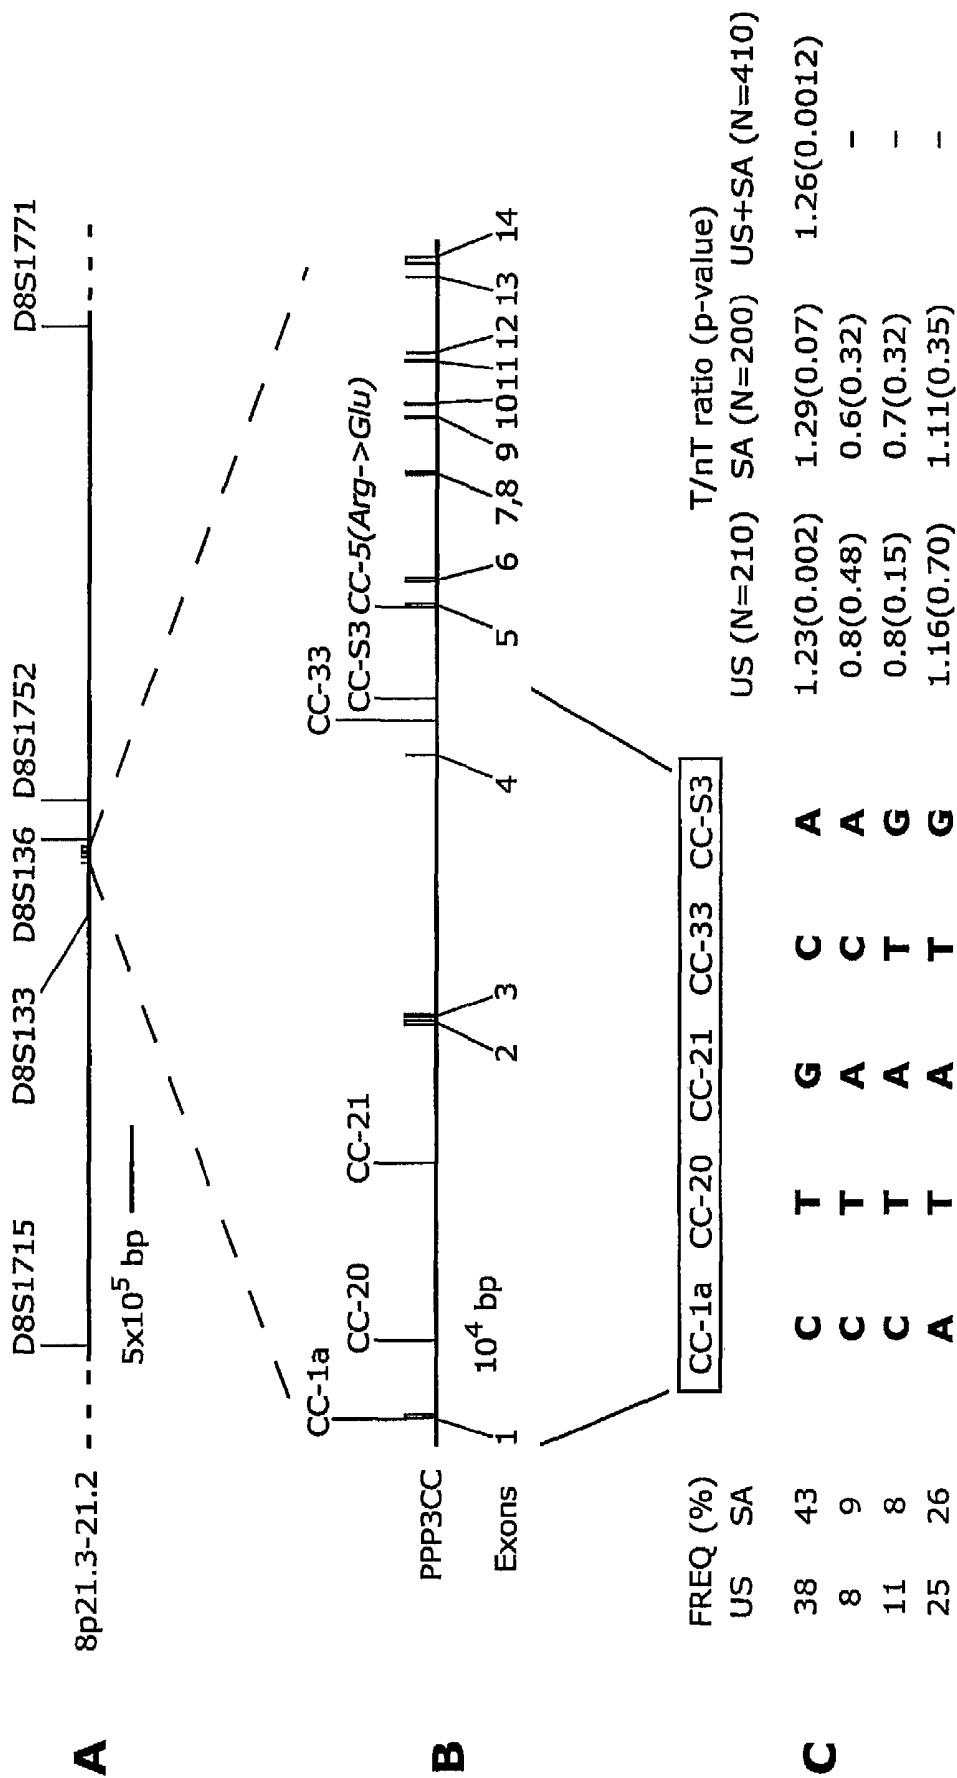 A
D8S1715 D8S133 D8S136 D8S1752 D8S1771
8p21.3-21.2
5x10⁵ bp
B
CC-1a CC-33
CC-20 CC-21 CC-S3 CC-5(Arg->Glu)
PPP3CC
10⁴ bp
Exons 1 2 3 4 5 6 7,8 9 10 11 12 13 14
C
FREQ (%) CC-1a CC-20 CC-21 CC-33 CC-S3 T/nT ratio (p-value)
US SA US (N=210) SA (N=200) US+SA (N=410)
38 43 C T G C A 1.23(0.002) 1.29(0.07) 1.26(0.0012)
8 9 C T A C A 0.8(0.48) 0.6(0.32) –
11 8 C T A T G 0.8(0.15) 0.7(0.32) –
25 26 A T A T G 1.16(0.70) 1.11(0.35) –